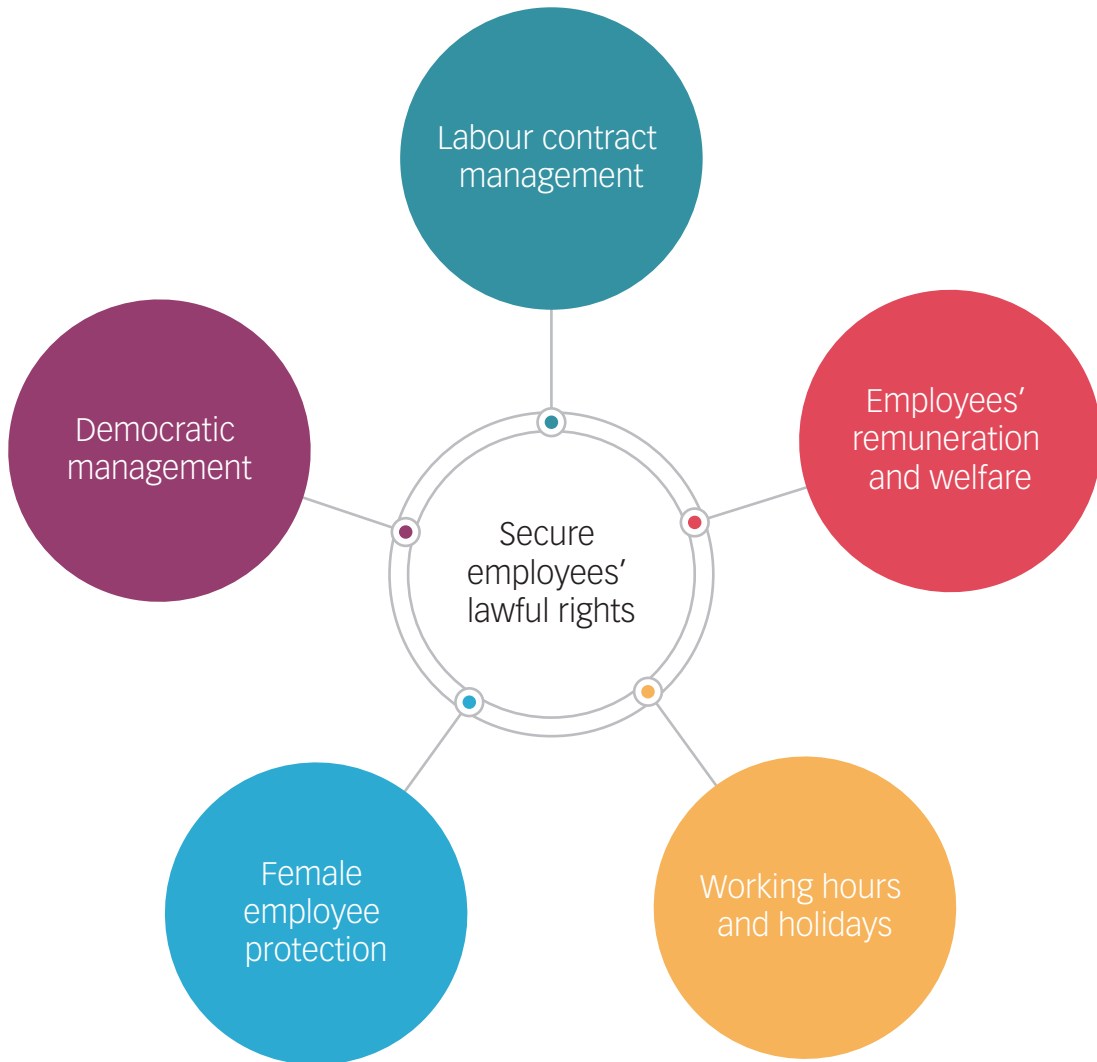 Labour contract
management
Employees’
remuneration
and welfare
Democratic
management
Secure
employees’
lawful rights
Female
employee
protection
Working hours
and holidays